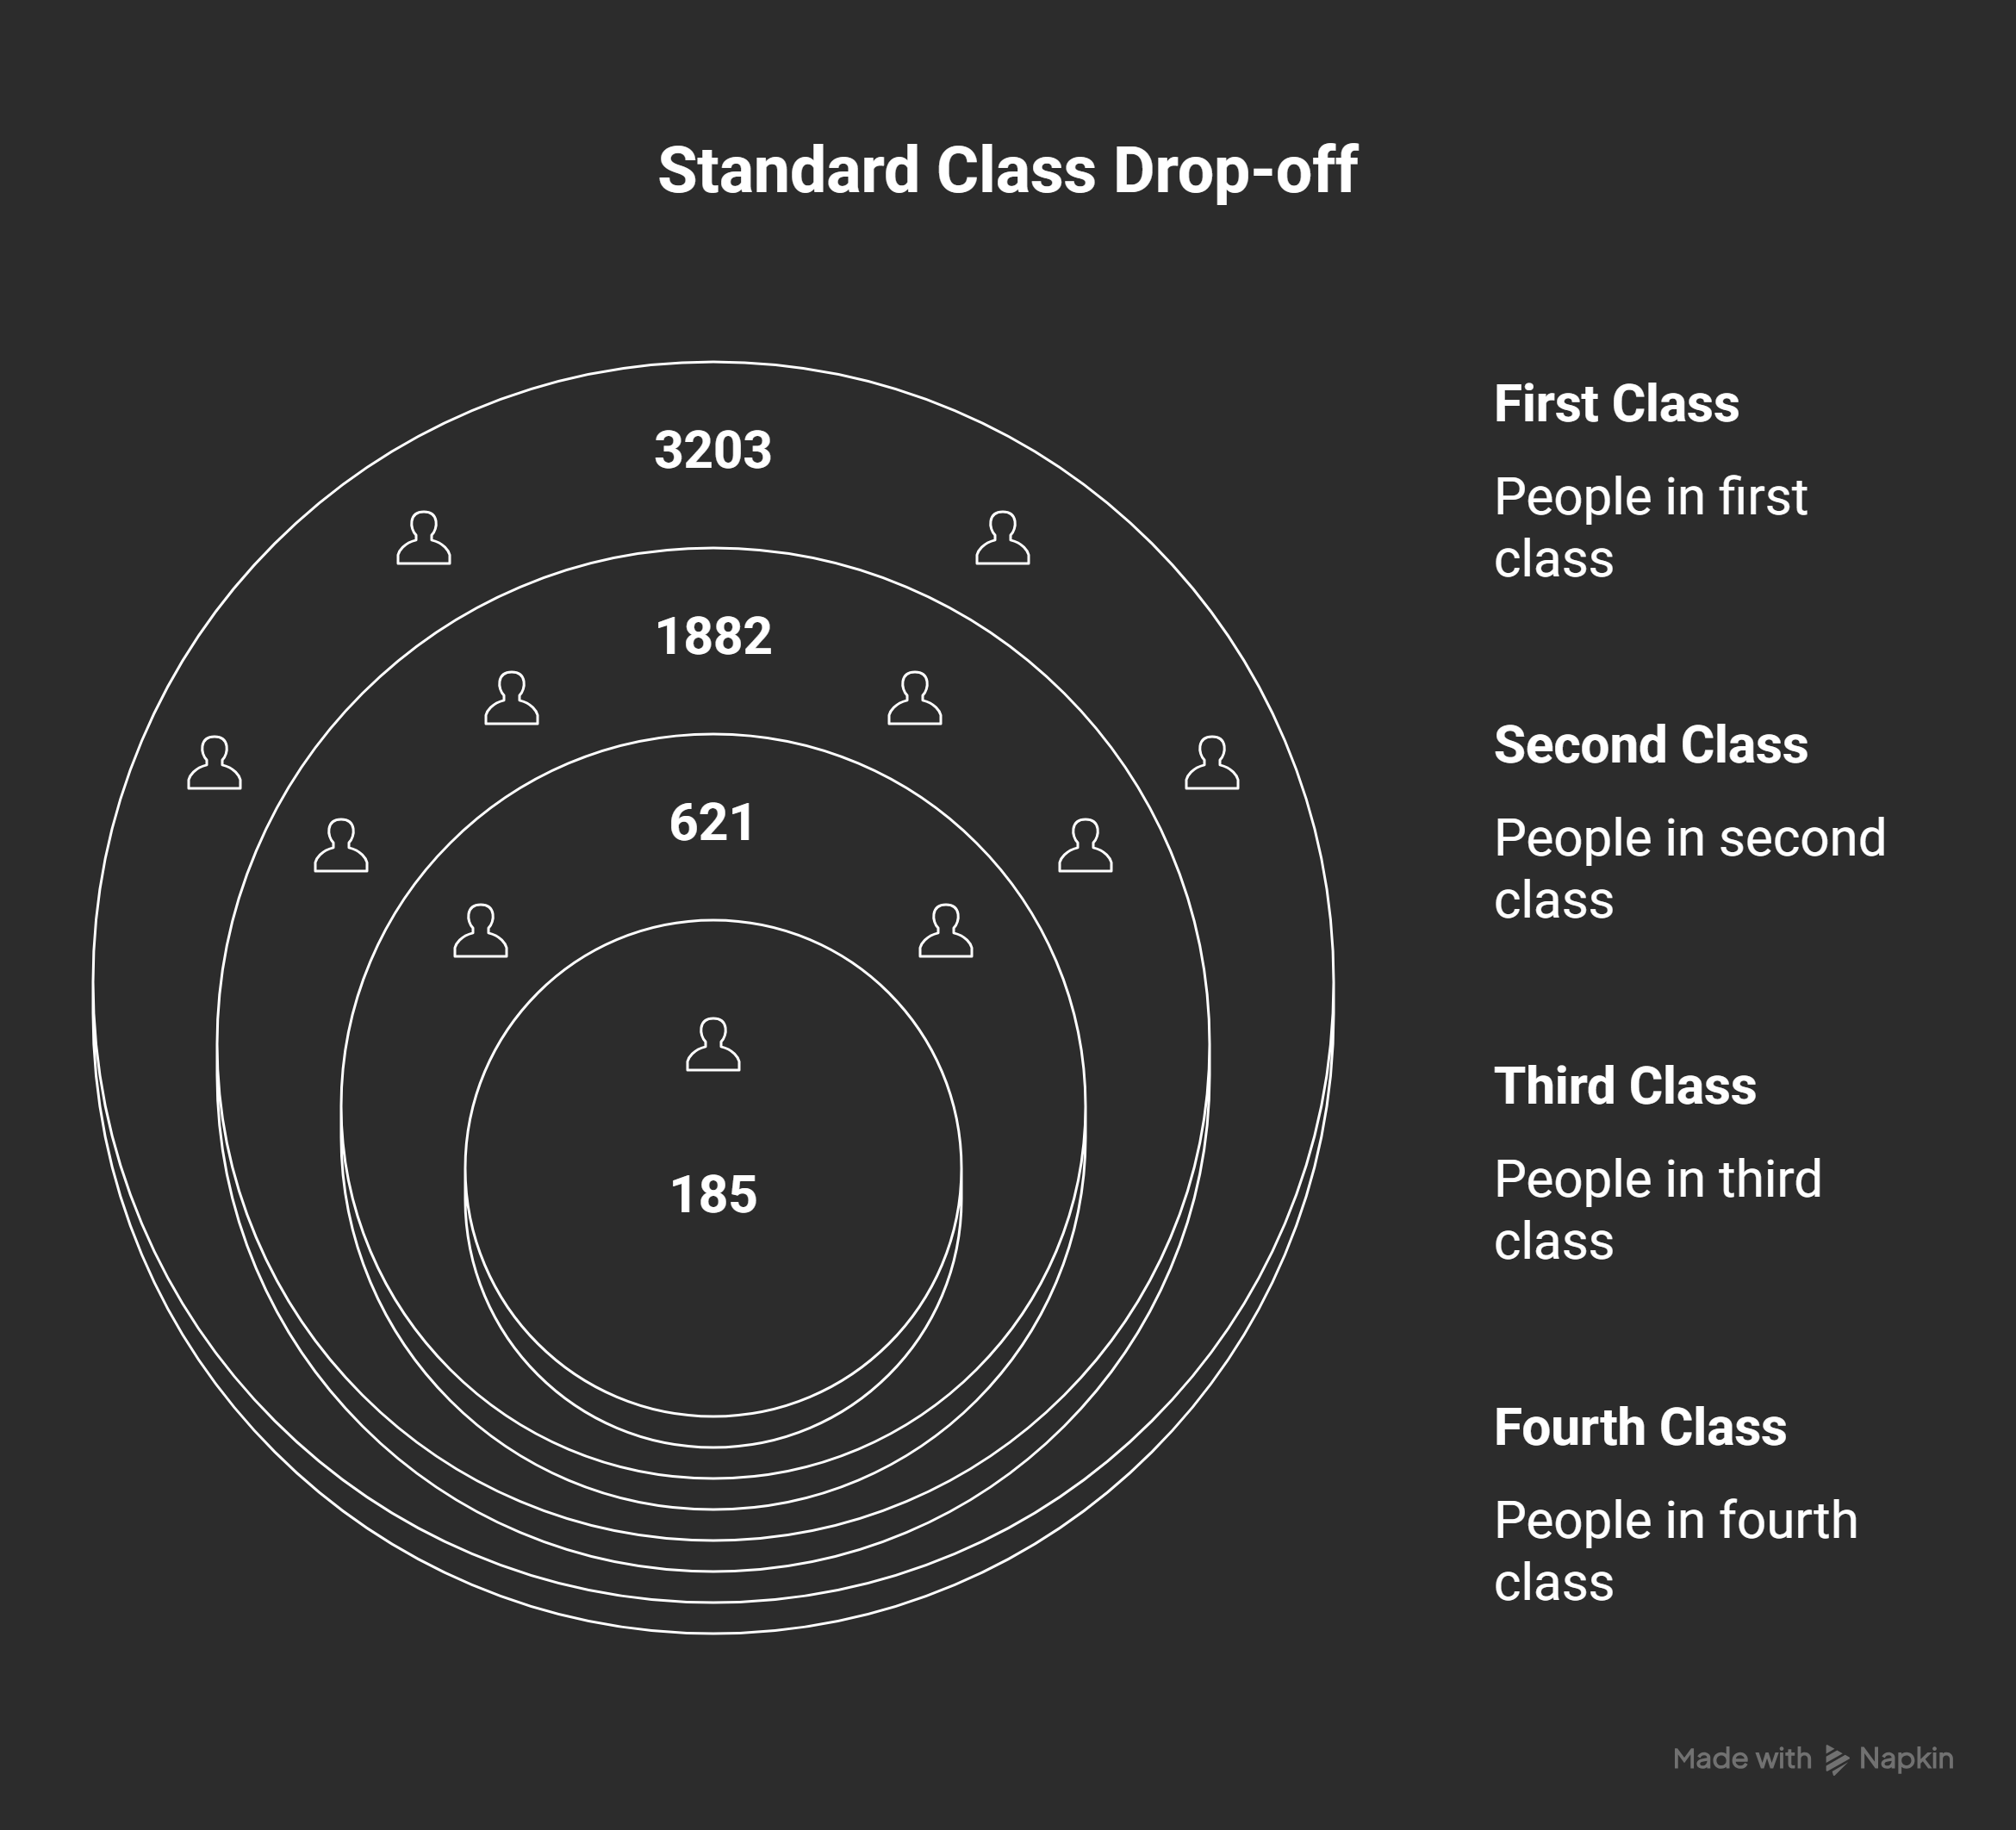 Standard Class Drop-off
3203
1882
621
185
First Class
People in first
class
Second Class
People in second
class
Third Class
People in third
class
Fourth Class
People in fourth
class
Made with Napkin